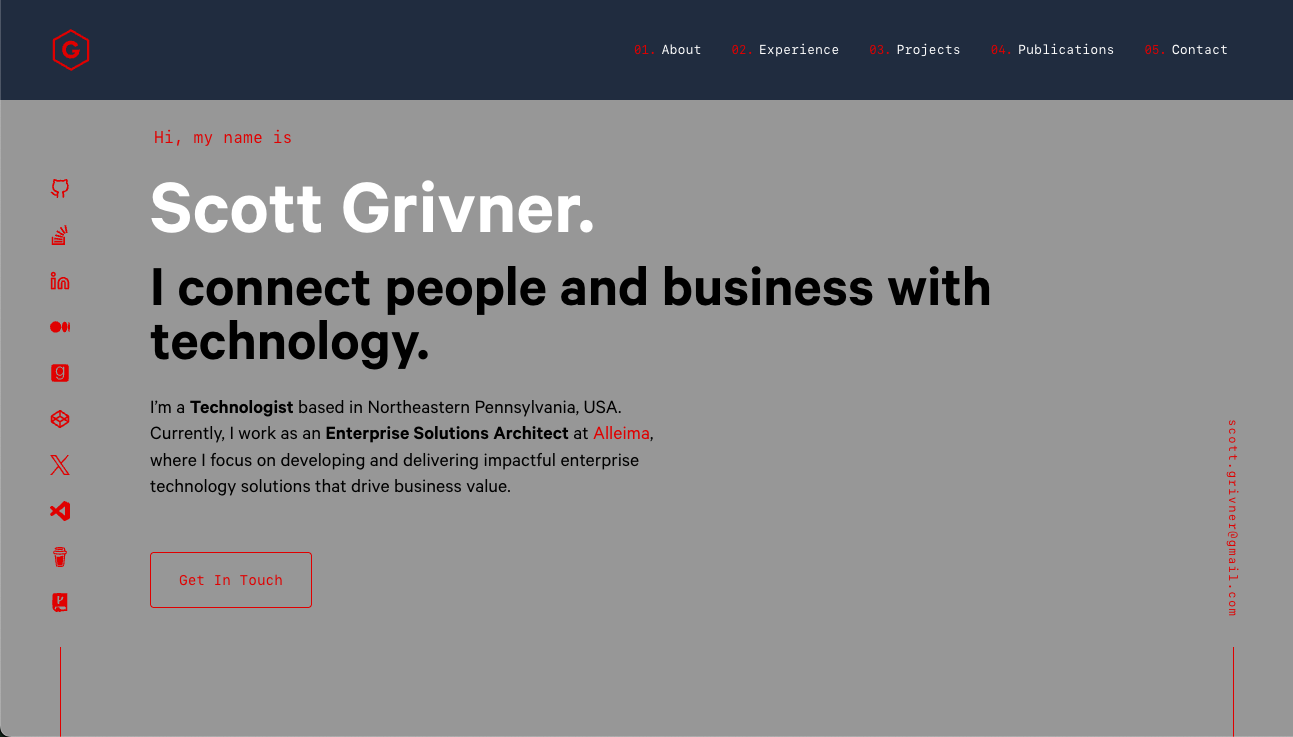 G
01. About 02. Experience 03. Projects 04. Publications 05. Contact
Hi, my name is
Scott Grivner.
I connect people and business with
technology.
I'm a Technologist based in Northeastern Pennsylvania, USA.
Currently, I work as an Enterprise Solutions Architect at Alleima,
where I focus on developing and delivering impactful enterprise
technology solutions that drive business value.
Get In Touch
scott.grivner@gmail.com